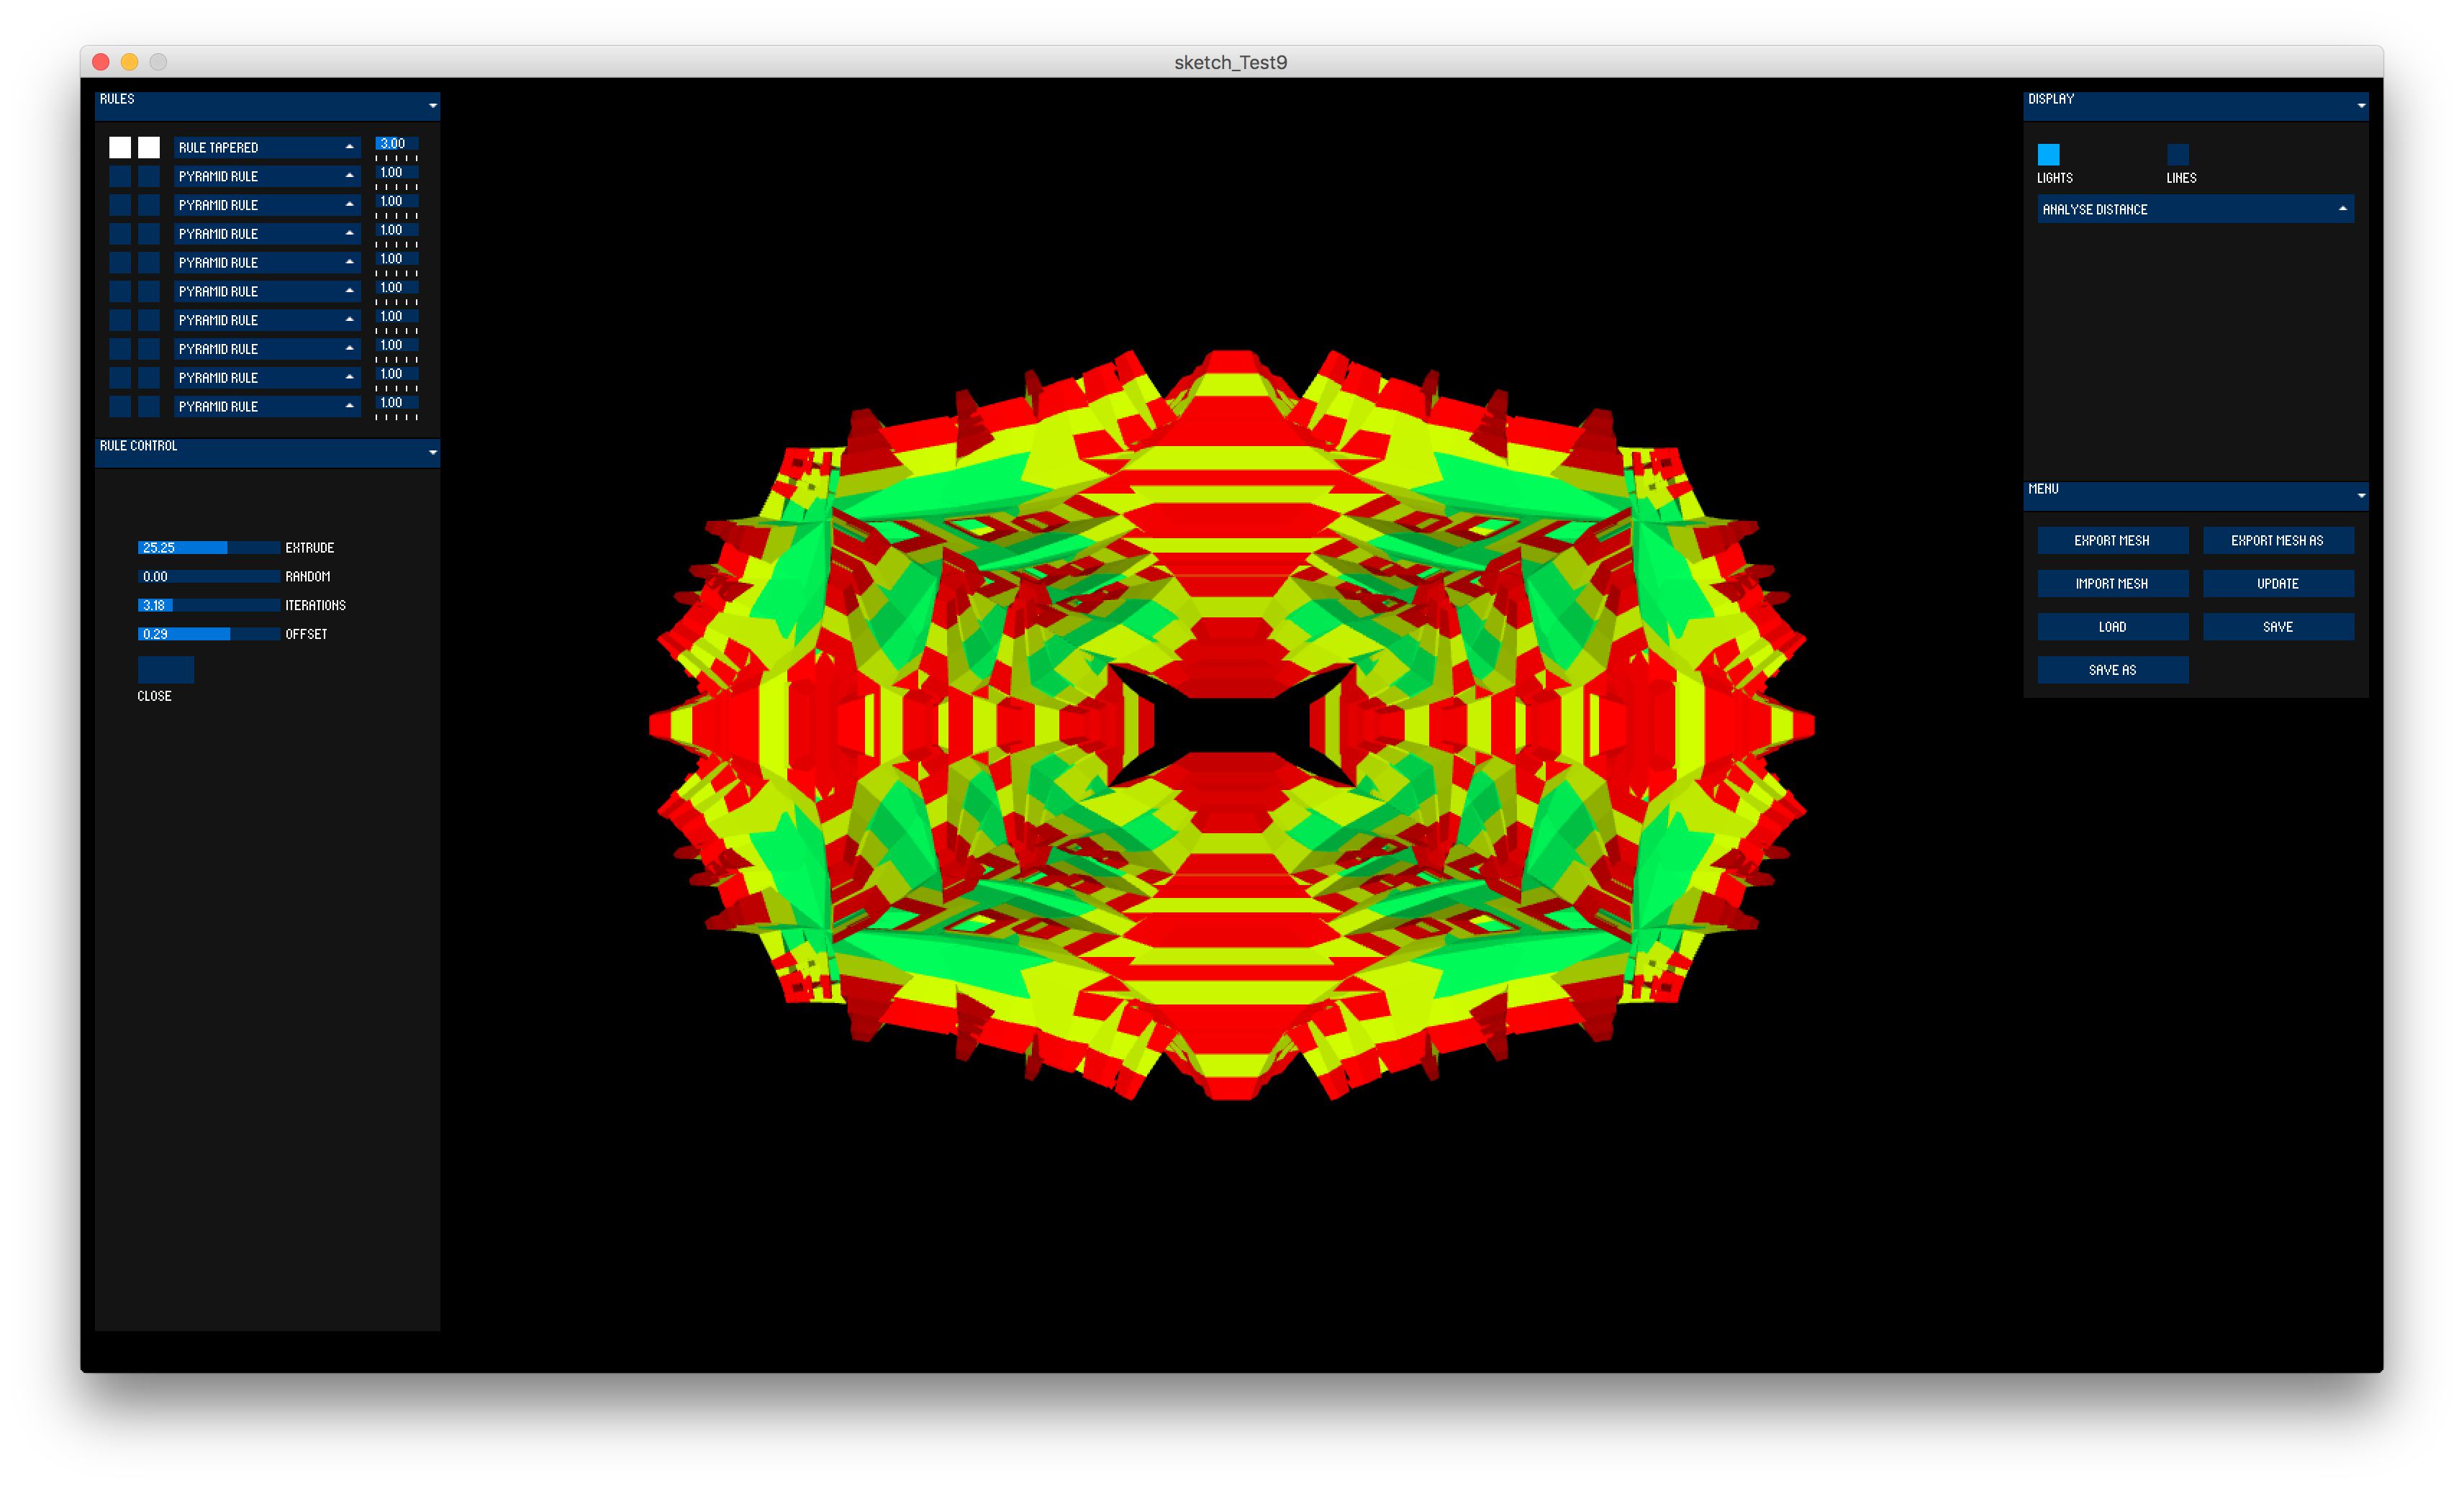 sketch_Test9
RULES
RULE TAPERED 3.00
PYRAMID RULE 1.00
PYRAMID RULE 1.00
PYRAMID RULE 1.00
PYRAMID RULE 1.00
PYRAMID RULE 1.00
PYRAMID RULE 1.00
PYRAMID RULE 1.00
PYRAMID RULE 1.00
PYRAMID RULE 1.00
RULE CONTROL
25.25 EXTRUDE
0.00 RANDOM
3.18 ITERATIONS
0.29 OFFSET
CLOSE
DISPLAY
LIGHTS LINES
ANALYSE DISTANCE
MENU
EXPORT MESH EXPORT MESH AS
IMPORT MESH UPDATE
LOAD SAVE
SAVE AS